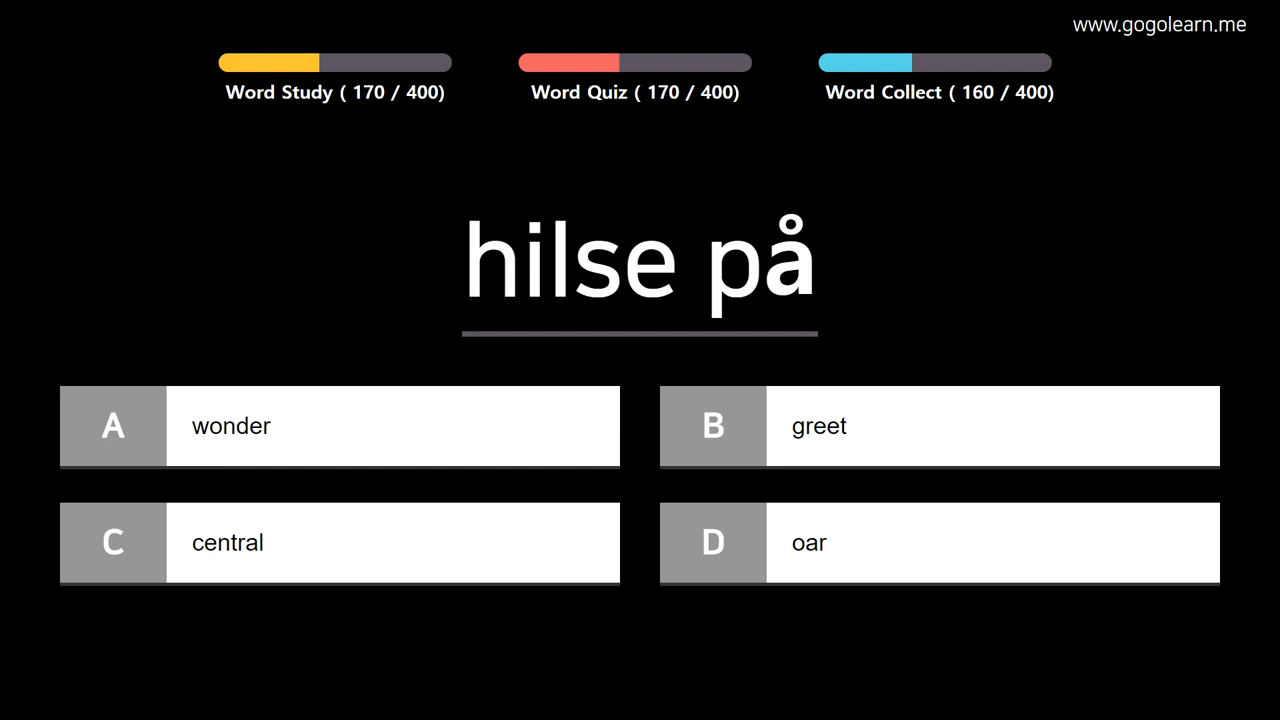 www.gogolearn.me
Word Study ( 170 / 400)
Word Quiz ( 170 / 400)
Word Collect ( 160 / 400)
hilse på
A wonder
B greet
C central
D oar